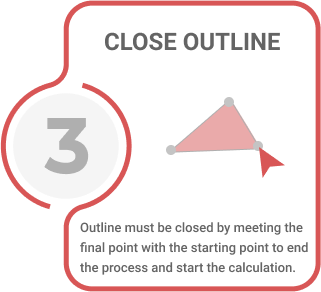 CLOSE OUTLINE
3
Outline must be closed by meeting the
final point with the starting point to end
the process and start the calculation.